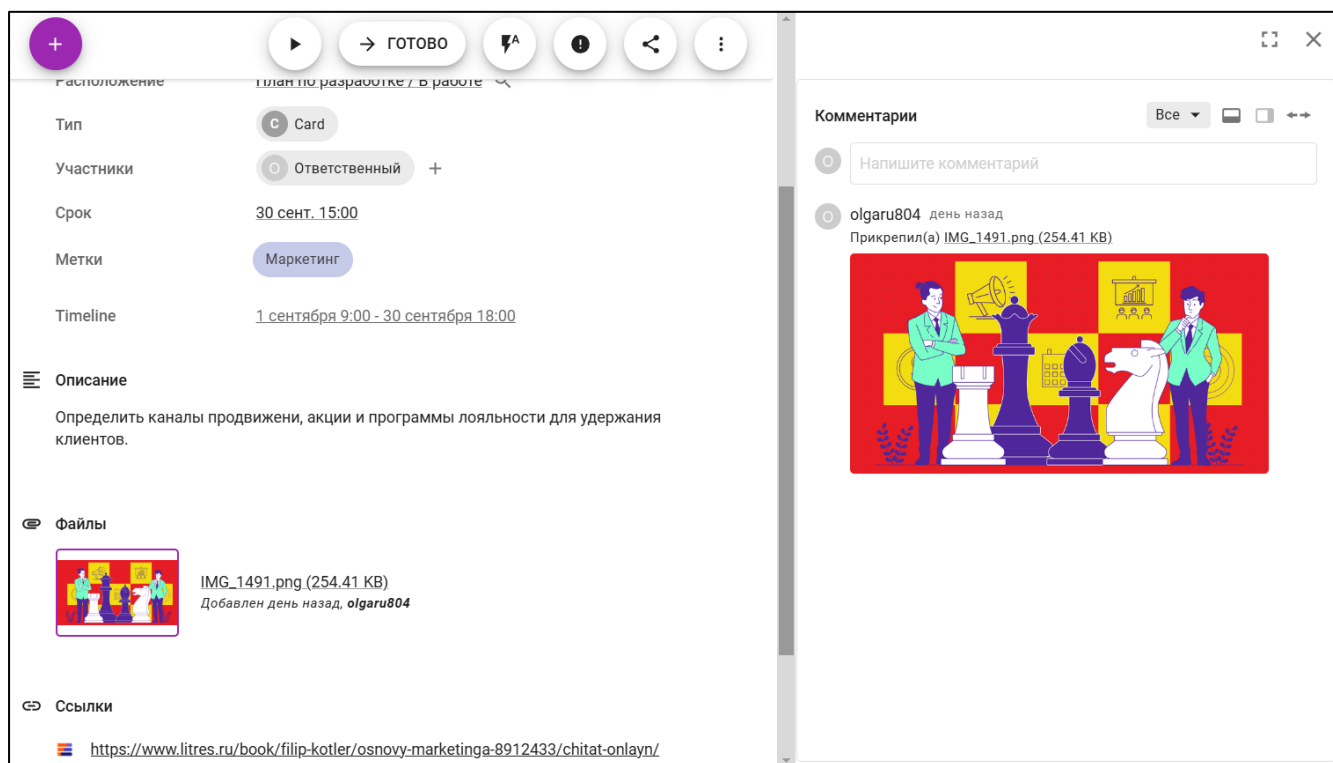 → ГОТОВО
A
Расположение План по разработке / В работе
Тип C Card
Участники О Ответственный +
Срок 30 сент. 15:00
Метки Маркетинг
Timeline 1 сентября 9:00 - 30 сентября 18:00
Описание
Определить каналы продвижени, акции и программы лояльности для удержания
клиентов.
Файлы
IMG_1491.png (254.41 KB)
Добавлен день назад, olgaru804
Ссылки
https://www.litres.ru/book/filip-kotler/osnovy-marketinga-8912433/chitat-onlayn/
Комментарии Все
О Напишите комментарий
О olgaru804 день назад
Прикрепил(а) IMG_1491.png (254.41 KB)